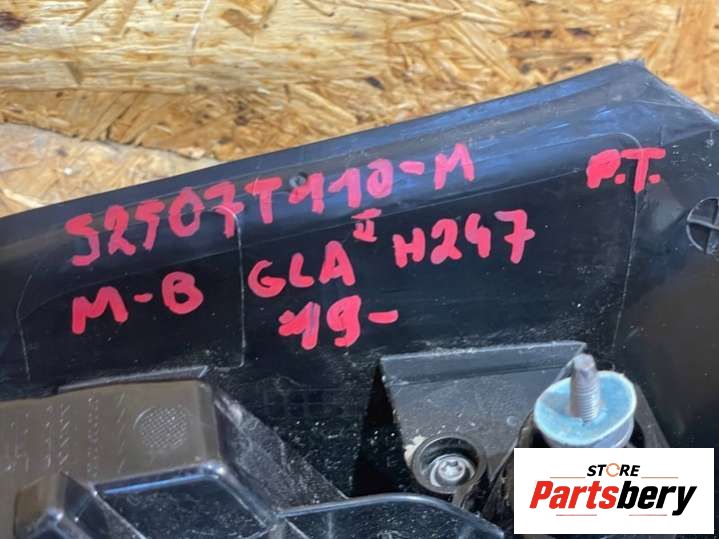 S2507T110-M
P.T.
M-B GLA II H247
19-
STORE
Partsbery